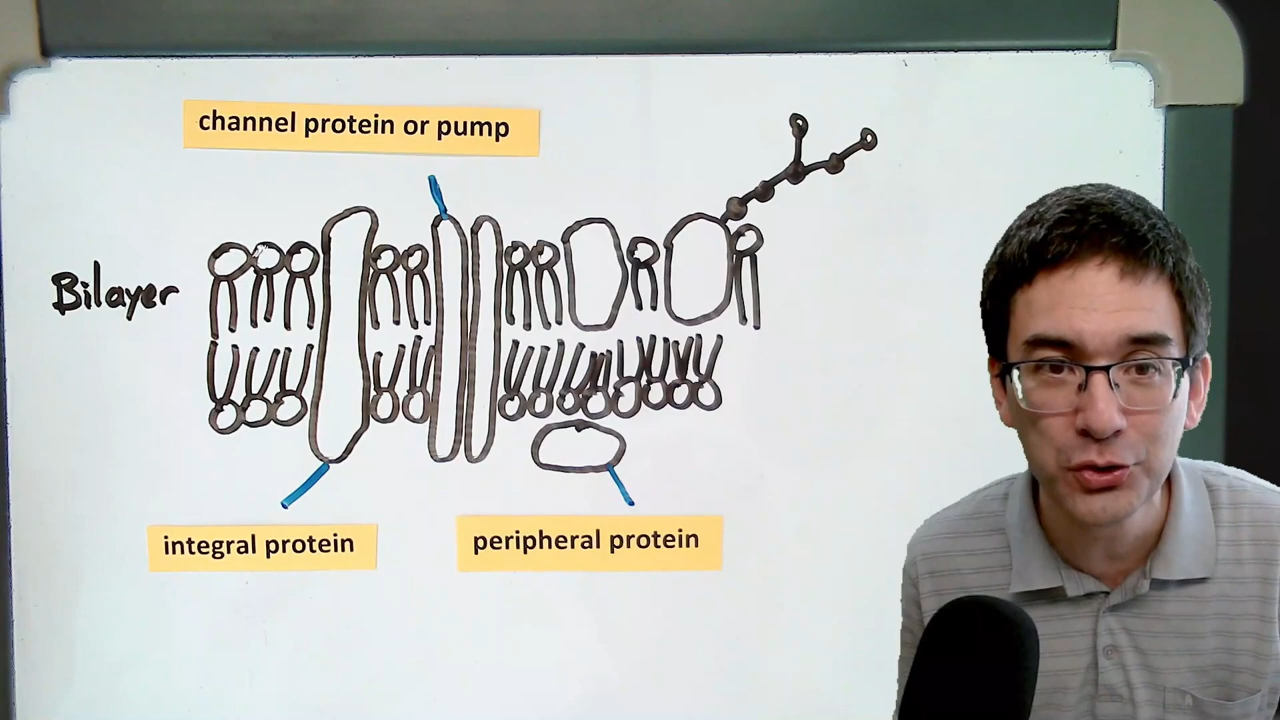 channel protein or pump
Bilayer
integral protein
peripheral protein